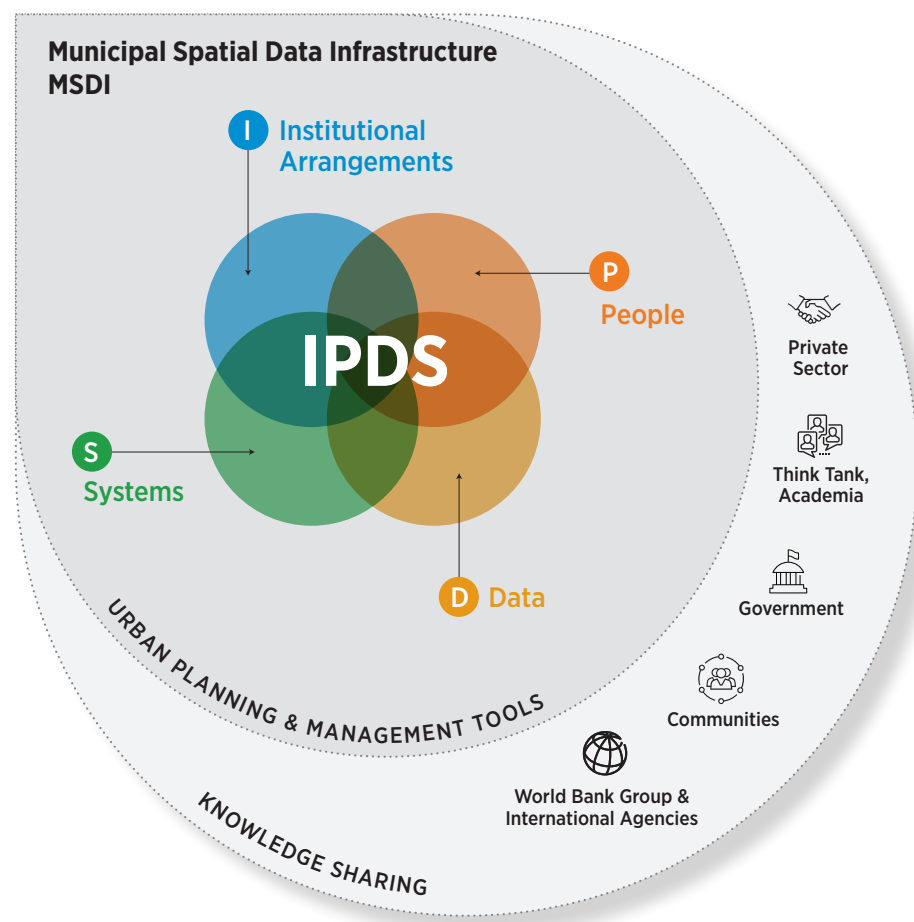 Municipal Spatial Data Infrastructure
MSDI
I
Institutional
Arrangements
P
People
IPDS
S
Systems
D
Data
URBAN PLANNING & MANAGEMENT TOOLS
KNOWLEDGE SHARING
Private
Sector
Think Tank,
Academia
Government
Communities
World Bank Group &
International Agencies